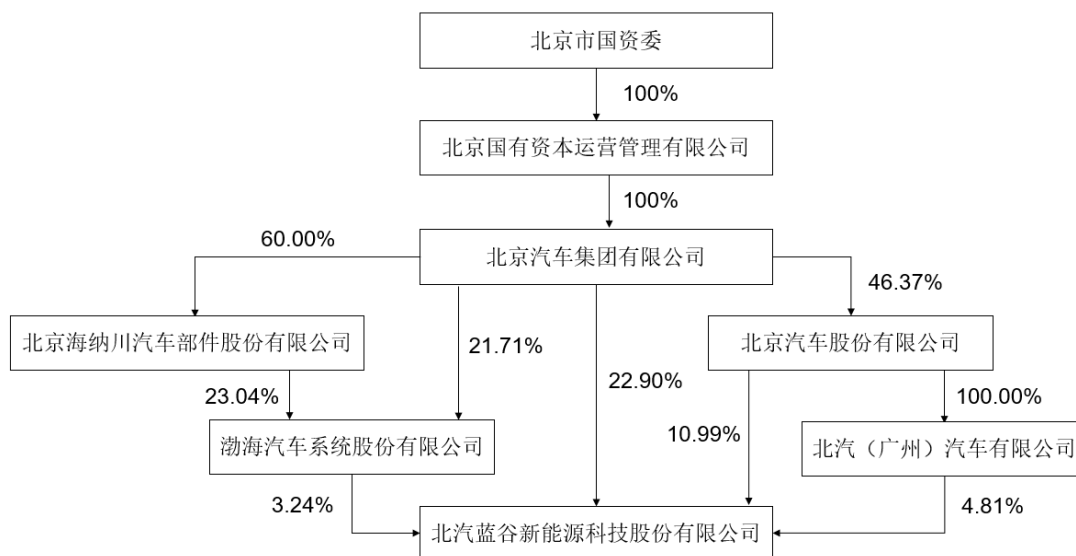 北京市国资委
100%
北京国有资本运营管理有限公司
100%
60.00%
北京汽车集团有限公司
46.37%
北京海纳川汽车部件股份有限公司
21.71%
北京汽车股份有限公司
23.04%
22.90%
100.00%
10.99%
渤海汽车系统股份有限公司
北汽（广州）汽车有限公司
3.24%
4.81%
北汽蓝谷新能源科技股份有限公司